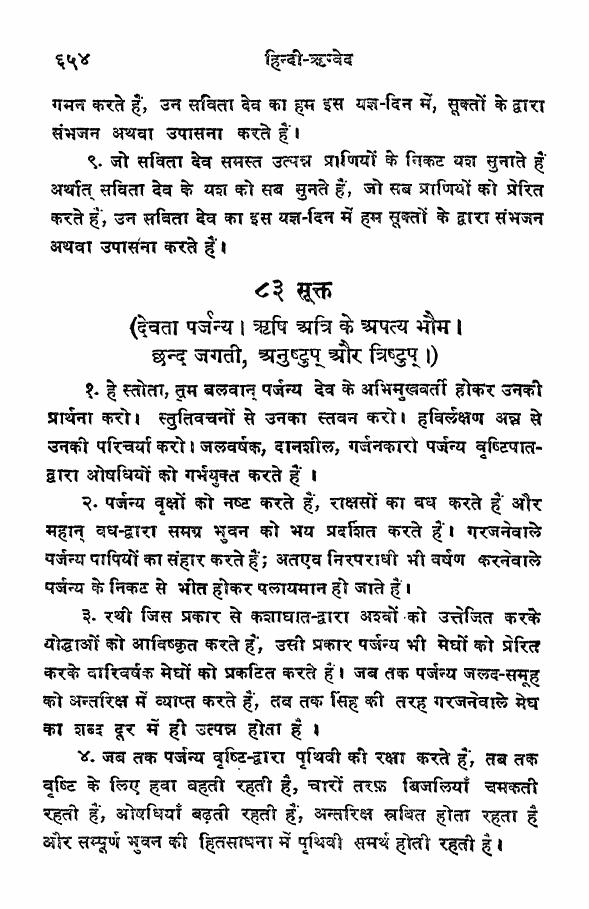 ६५४ हिन्दी-ऋग्वेद
गमन करते हैं, उन सविता देव का हम इस यज्ञ-दिन में, सूक्तों के द्वारा
संभजन अथवा उपासना करते हैं।
९. जो सविता देव समस्त उत्पन्न प्राणियों के निकट यश सुनाते हैं
अर्थात् सविता देव के यश को सब सुनते हैं, जो सब प्राणियों को प्रेरित
करते हैं, उन सविता देव का इस यज्ञ-दिन में हम सूक्तों के द्वारा संभजन
अथवा उपासना करते हैं।
८३ सूक्त
(देवता पर्जन्य। ऋषि अत्रि के अपत्य भौम।
छन्द जगती, अनुष्टुप् और त्रिष्टुप्।)
१. हे स्तोता, तुम बलवान् पर्जन्य देव के अभिमुखवर्ती होकर उनकी
प्रार्थना करो। स्तुतिवचनों से उनका स्तवन करो। हविर्लक्षण अन्न से
उनकी परिचर्या करो। जलवर्षक, दानशील, गर्जनकारी पर्जन्य वृष्टिपात-
द्वारा ओषधियों को गर्भयुक्त करते हैं ।
२. पर्जन्य वृक्षों को नष्ट करते हैं, राक्षसों का वध करते हैं और
महान् वध-द्वारा समग्र भुवन को भय प्रदर्शित करते हैं। गरजनेवाले
पर्जन्य पापियों का संहार करते हैं; अतएव निरपराधी भी वर्षण करनेवाले
पर्जन्य के निकट से भीत होकर पलायमान हो जाते हैं।
३. रथी जिस प्रकार से कशाघात-द्वारा अश्वों को उत्तेजित करके
योद्धाओं को आविष्कृत करते हैं, उसी प्रकार पर्जन्य भी मेघों को प्रेरित
करके वारिवर्षक मेघों को प्रकटित करते हैं। जब तक पर्जन्य जलद-समूह
को अन्तरिक्ष में व्याप्त करते हैं, तब तक सिंह की तरह गरजनेवाले मेघ
का शब्द दूर में ही उत्पन्न होता है ।
४. जब तक पर्जन्य वृष्टि-द्वारा पृथिवी की रक्षा करते हैं, तब तक
वृष्टि के लिए हवा बहती रहती है, चारों तरफ़ बिजलियाँ चमकती
रहती हैं, ओषधियाँ बढ़ती रहती हैं, अन्तरिक्ष स्रवित होता रहता है
और सम्पूर्ण भुवन की हितसाधना में पृथिवी समर्थ होती रहती है।